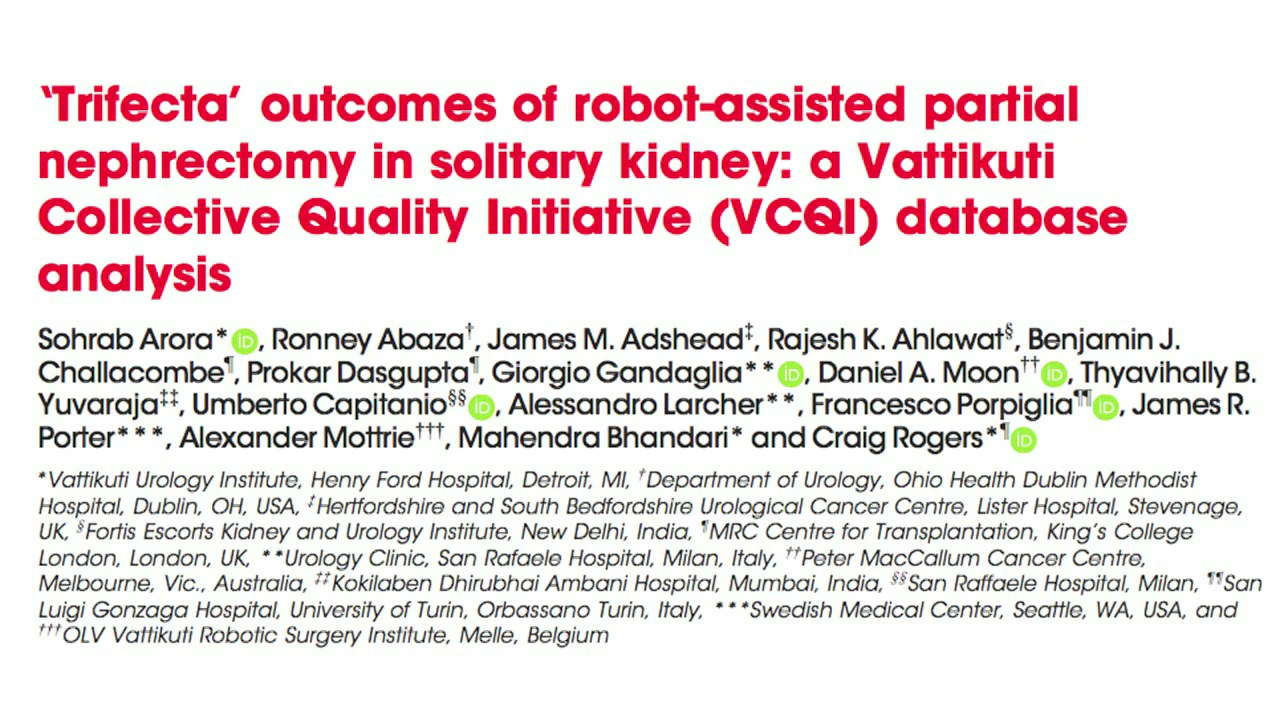 ‘Trifecta’ outcomes of robot-assisted partial
nephrectomy in solitary kidney: a Vattikuti
Collective Quality Initiative (VCQI) database
analysis
Sohrab Arora* iD, Ronney Abaza†, James M. Adshead‡, Rajesh K. Ahlawat§, Benjamin J.
Challacombe¶, Prokar Dasgupta¶, Giorgio Gandaglia** iD, Daniel A. Moon†† iD, Thyavihally B.
Yuvaraja‡‡, Umberto Capitanio§§ iD, Alessandro Larcher**, Francesco Porpiglia¶¶ iD, James R.
Porter***, Alexander Mottrie†††, Mahendra Bhandari* and Craig Rogers*¶ iD
*Vattikuti Urology Institute, Henry Ford Hospital, Detroit, MI, †Department of Urology, Ohio Health Dublin Methodist
Hospital, Dublin, OH, USA, ‡Hertfordshire and South Bedfordshire Urological Cancer Centre, Lister Hospital, Stevenage,
UK, §Fortis Escorts Kidney and Urology Institute, New Delhi, India, ¶MRC Centre for Transplantation, King’s College
London, London, UK, **Urology Clinic, San Rafaele Hospital, Milan, Italy, ††Peter MacCallum Cancer Centre,
Melbourne, Vic., Australia, ‡‡Kokilaben Dhirubhai Ambani Hospital, Mumbai, India, §§San Raffaele Hospital, Milan, ¶¶San
Luigi Gonzaga Hospital, University of Turin, Orbassano Turin, Italy, ***Swedish Medical Center, Seattle, WA, USA, and
†††OLV Vattikuti Robotic Surgery Institute, Melle, Belgium